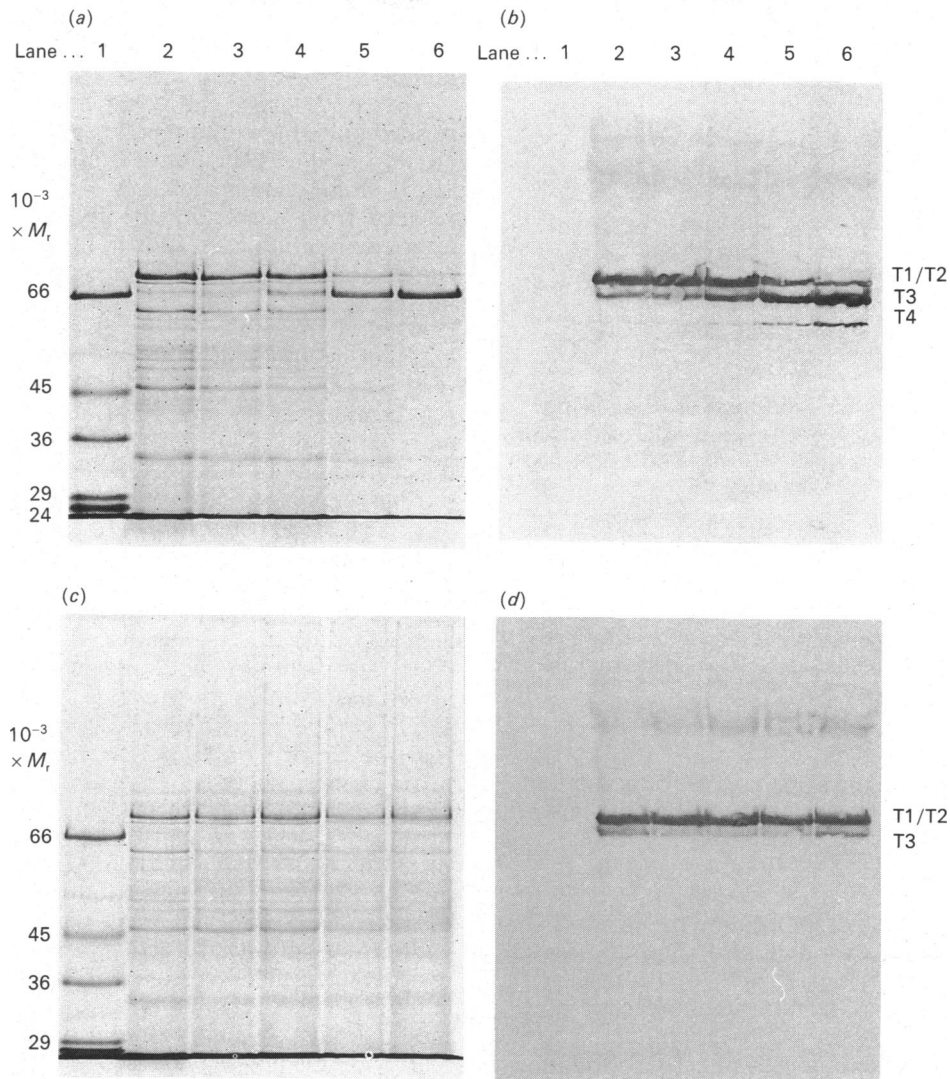 (a)
Lane ... 1 2 3 4 5 6
10⁻³
× Mᵣ
66
45
36
29
24
(b)
Lane ... 1 2 3 4 5 6
T1/T2
T3
T4
(c)
10⁻³
× Mᵣ
66
45
36
29
(d)
T1/T2
T3